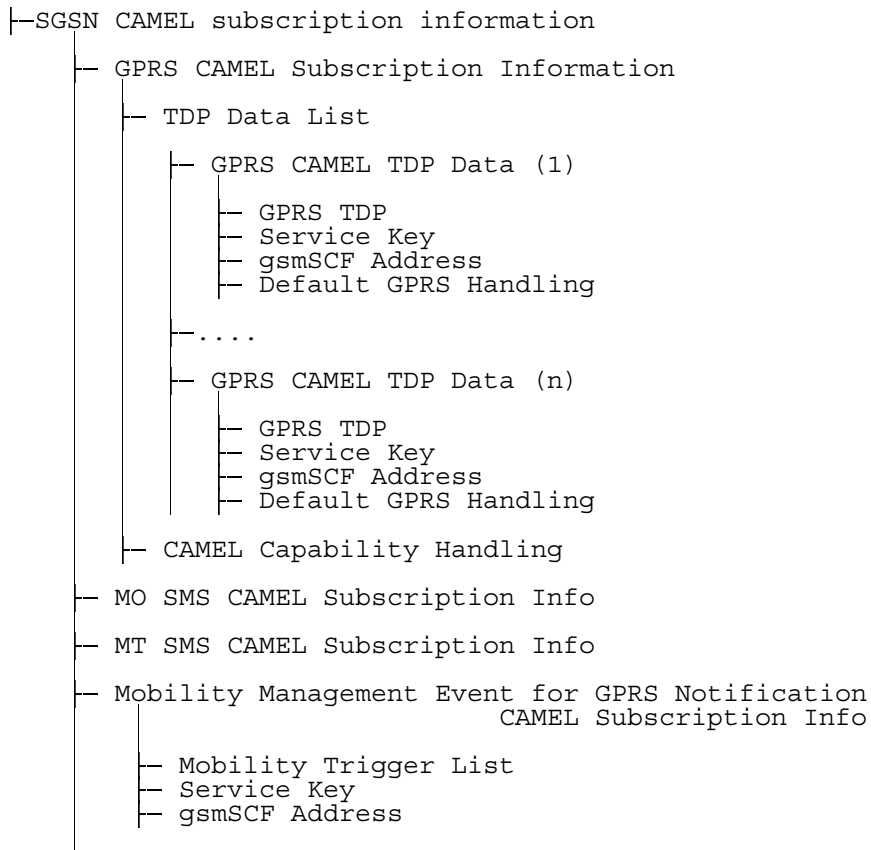 SGSN CAMEL subscription information
GPRS CAMEL Subscription Information
TDP Data List
GPRS CAMEL TDP Data (1)
GPRS TDP
Service Key
gsmSCF Address
Default GPRS Handling
....
GPRS CAMEL TDP Data (n)
GPRS TDP
Service Key
gsmSCF Address
Default GPRS Handling
CAMEL Capability Handling
MO SMS CAMEL Subscription Info
MT SMS CAMEL Subscription Info
Mobility Management Event for GPRS Notification
CAMEL Subscription Info
Mobility Trigger List
Service Key
gsmSCF Address